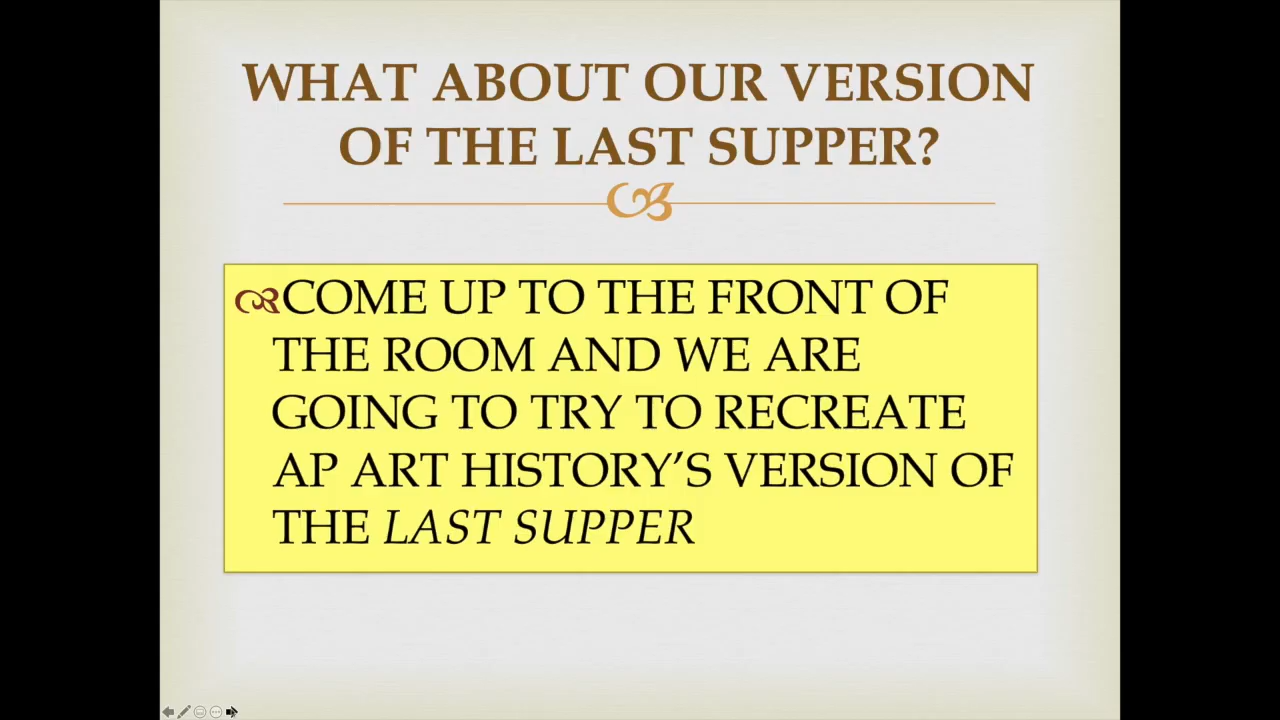 WHAT ABOUT OUR VERSION
OF THE LAST SUPPER?
COME UP TO THE FRONT OF
THE ROOM AND WE ARE
GOING TO TRY TO RECREATE
AP ART HISTORY’S VERSION OF
THE LAST SUPPER